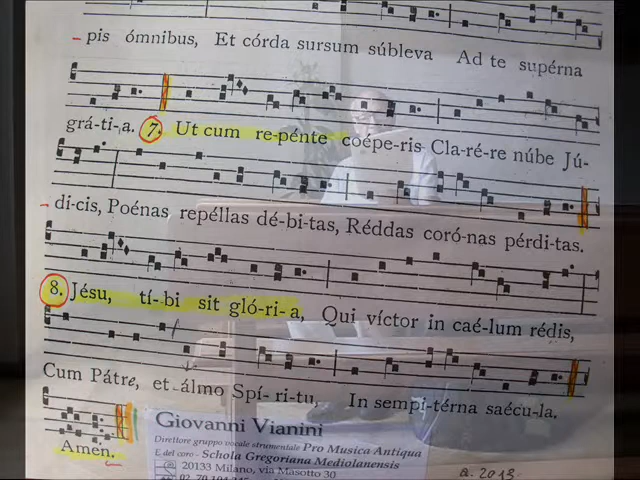 pis ómnibus, Et córda sursum súbleva Ad te supérna
grá-ti-a. 7. Ut cum re-pénte coépe-ris Cla-ré-re núbe Jú-
di-cis, Poénas repéllas dé-bi-tas, Réddas coró-nas pérdi-tas.
8. Jésu, tí-bi sit gló-ri-a, Qui víctor in caé-lum rédis,
Cum Pátre, et álmo Spí-ri-tu, In sempi-térna saécu-la.
Amen.
Giovanni Vianini
Direttore gruppo vocale strumentale Pro Musica Antiqua
E del coro - Schola Gregoriana Mediolanensis
20133 Milano, via Masotto 30
a. 2013